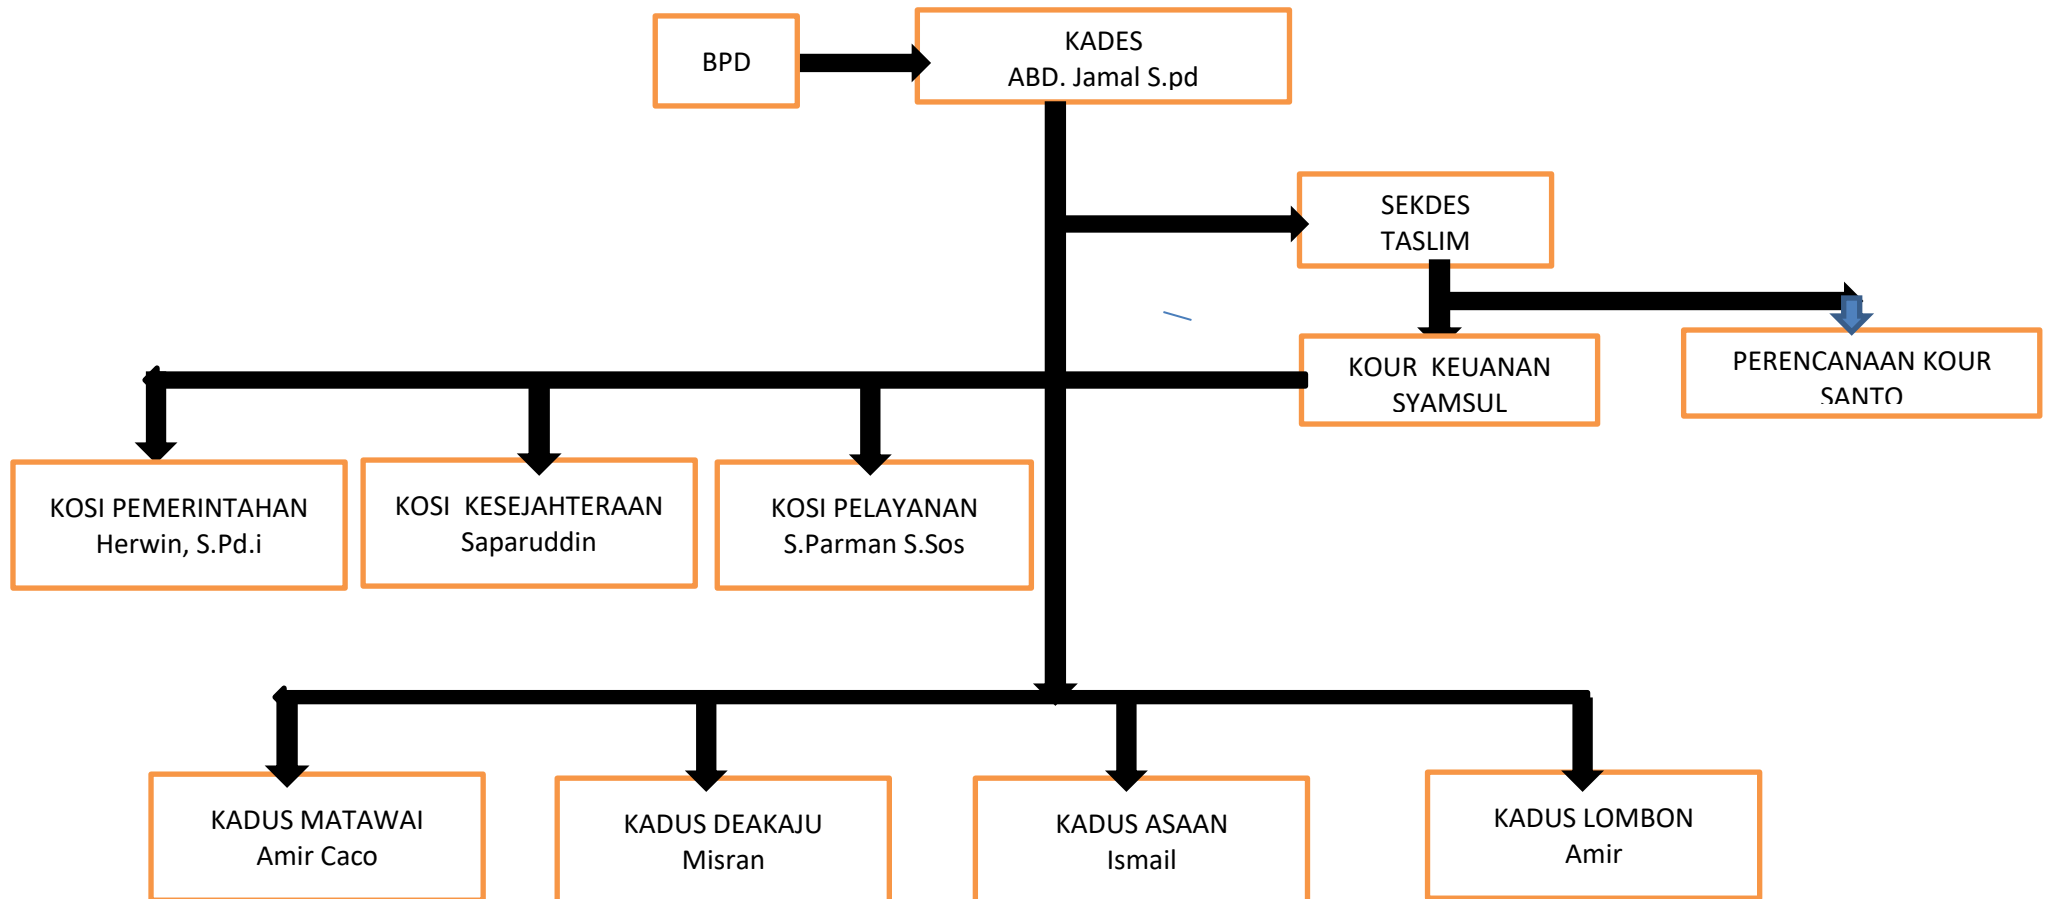 BPD
KADES
ABD. Jamal S.pd
SEKDES
TASLIM
KOUR  KEUANAN
SYAMSUL
PERENCANAAN KOUR
SANTO
KOSI PEMERINTAHAN
Herwin, S.Pd.i
KOSI  KESEJAHTERAAN
Saparuddin
KOSI PELAYANAN
S.Parman S.Sos
KADUS MATAWAI
Amir Caco
KADUS DEAKAJU
Misran
KADUS ASAAN
Ismail
KADUS LOMBON
Amir